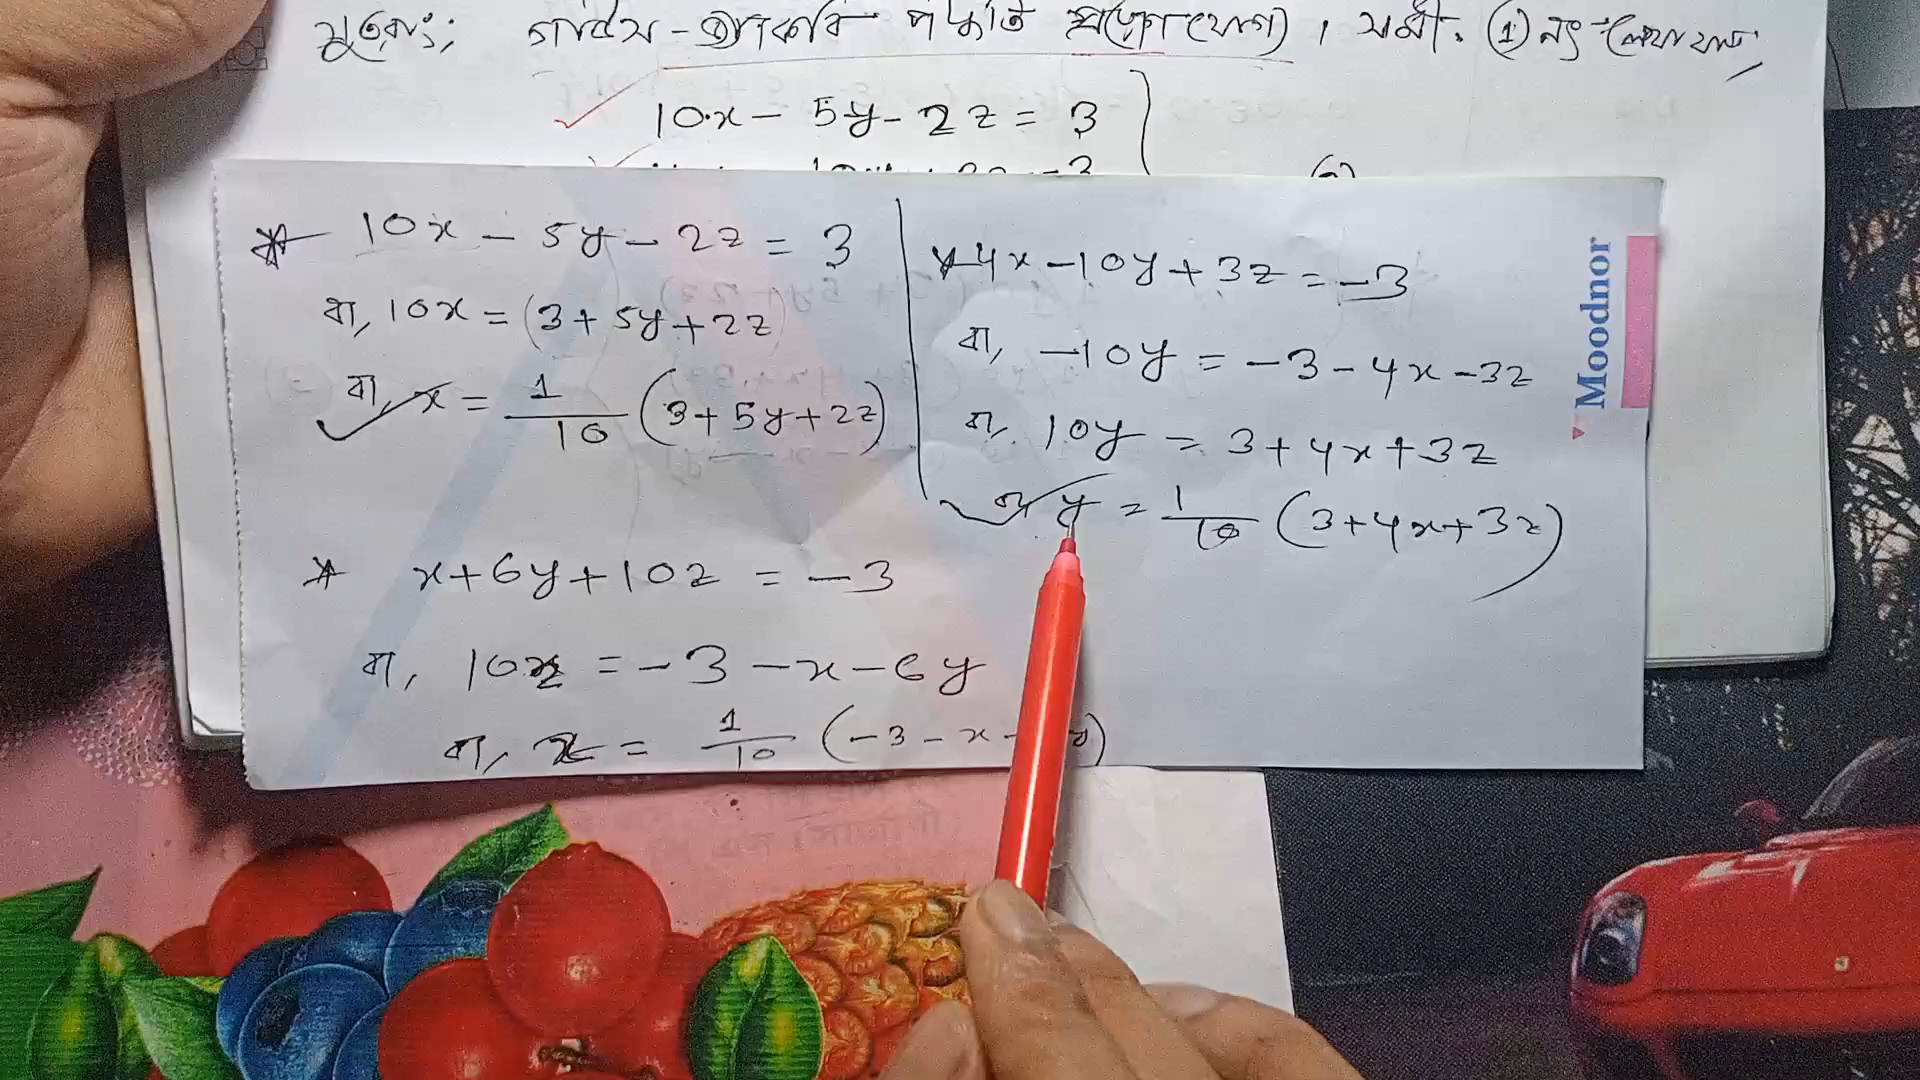 সুতরাং; গাউস-জ্যাকবি পদ্ধতি প্রয়োগযোগ্য। সমী. ① নং লেখা যায়,
10x - 5y - 2z = 3
* 10x - 5y - 2z = 3
বা, 10x = (3 + 5y + 2z)
বা, x = 1/10 (3 + 5y + 2z)
* 4x - 10y + 3z = -3
বা, -10y = -3 - 4x - 3z
বা, 10y = 3 + 4x + 3z
বা, y = 1/10 (3 + 4x + 3z)
* x + 6y + 10z = -3
বা, 10z = -3 - x - 6y
বা, z = 1/10 (-3 - x -
Moodnor